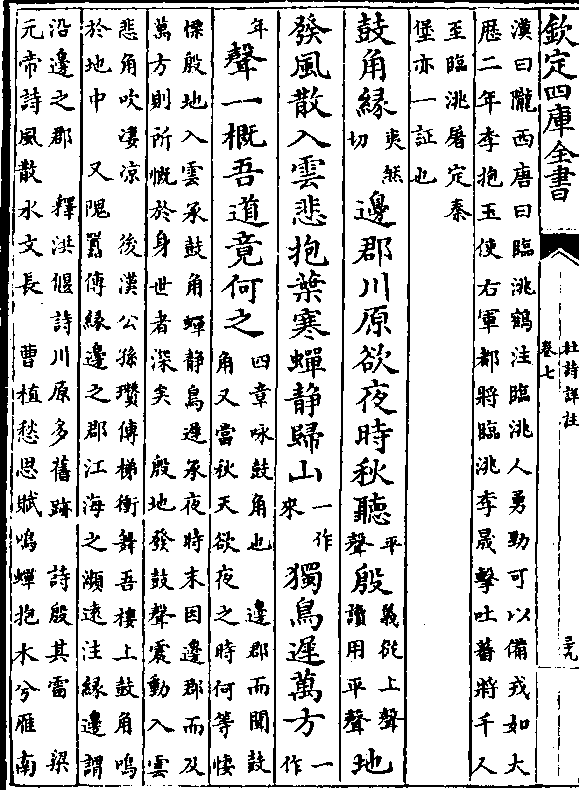 欽定四庫全書
杜詩詳註
卷七
三九
漢曰隴西唐曰臨洮鶴注臨洮人勇勁可以備戎如大
厯二年李抱玉使右軍都將臨洮李晟擊吐蕃將千人
至臨洮屠定秦
堡亦一証也
鼓角緣
夷然
切
邊郡川原欲夜時秋聽
平
聲
殷
義從上聲
讀用平聲
地
發風散入雲悲抱葉寒蟬靜歸山
一作
來
獨鳥遲萬方
一
作
年
聲一概吾道竟何之
四章咏鼓角也 邊郡而聞鼓
角又當秋天欲夜之時何等悽
慄殷地入雲承鼓角蟬靜鳥遲承夜時末因邊郡而及
萬方則所慨於身世者深矣 殷地發鼓聲震動入雲
悲角吹凄凉 後漢公孫瓚傳梯衝舞吾樓上鼓角鳴
於地中 又隗嚻傳緣邊之郡江海之瀕遠注緣邊謂
沿邊之郡 釋洪偃詩川原多舊跡 詩殷其雷 梁
元帝詩風散水文長 曹植愁思賦鳴蟬抱木兮雁南